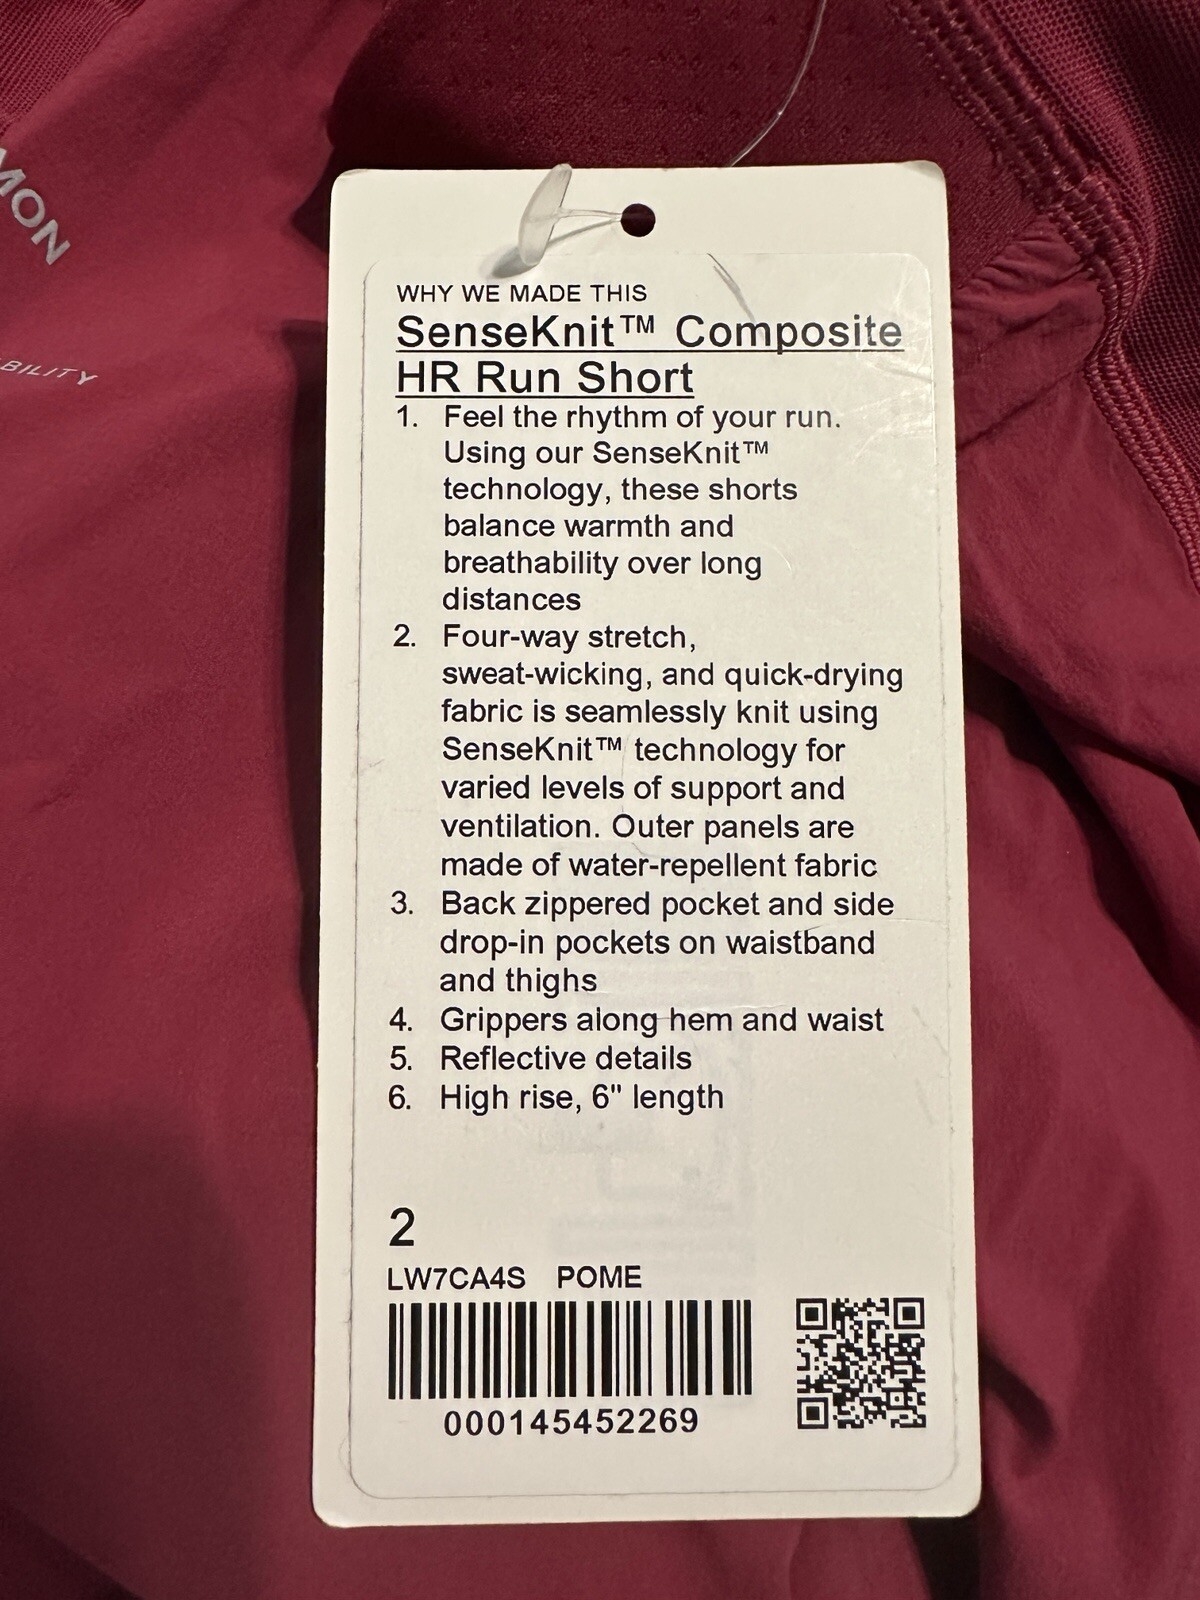 MON
BILITY
WHY WE MADE THIS
SenseKnit™ Composite
HR Run Short
1. Feel the rhythm of your run.
Using our SenseKnit™
technology, these shorts
balance warmth and
breathability over long
distances
2. Four-way stretch,
sweat-wicking, and quick-drying
fabric is seamlessly knit using
SenseKnit™ technology for
varied levels of support and
ventilation. Outer panels are
made of water-repellent fabric
3. Back zippered pocket and side
drop-in pockets on waistband
and thighs
4. Grippers along hem and waist
5. Reflective details
6. High rise, 6" length
2
LW7CA4S POME
000145452269